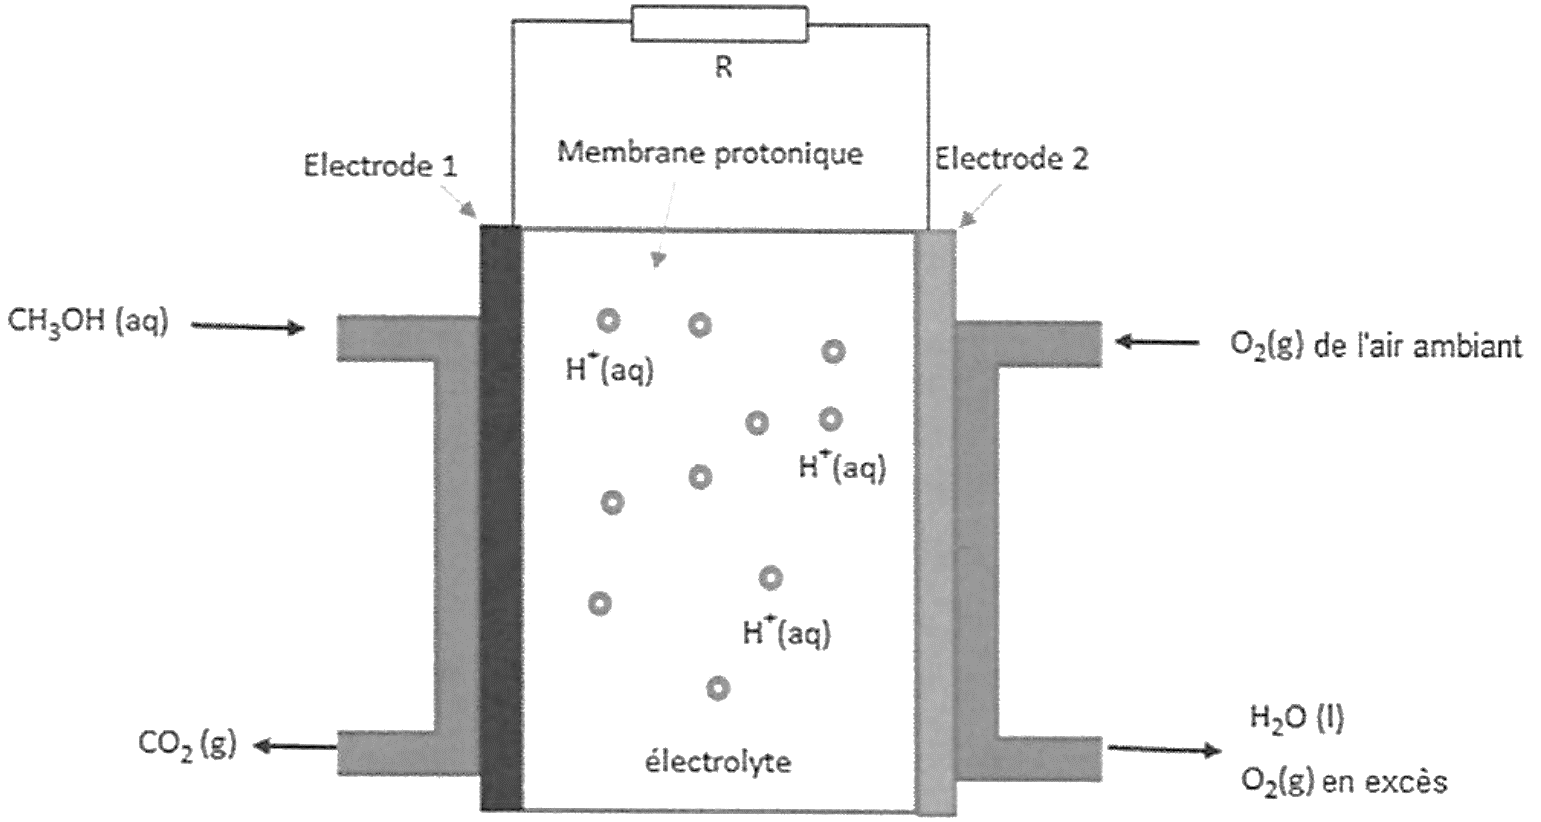 R
Membrane protonique
Electrode 1
Electrode 2
CH₃OH (aq)
O₂(g) de l'air ambiant
H⁺(aq)
H⁺(aq)
H⁺(aq)
CO₂ (g)
électrolyte
H₂O (l)
O₂(g) en excès